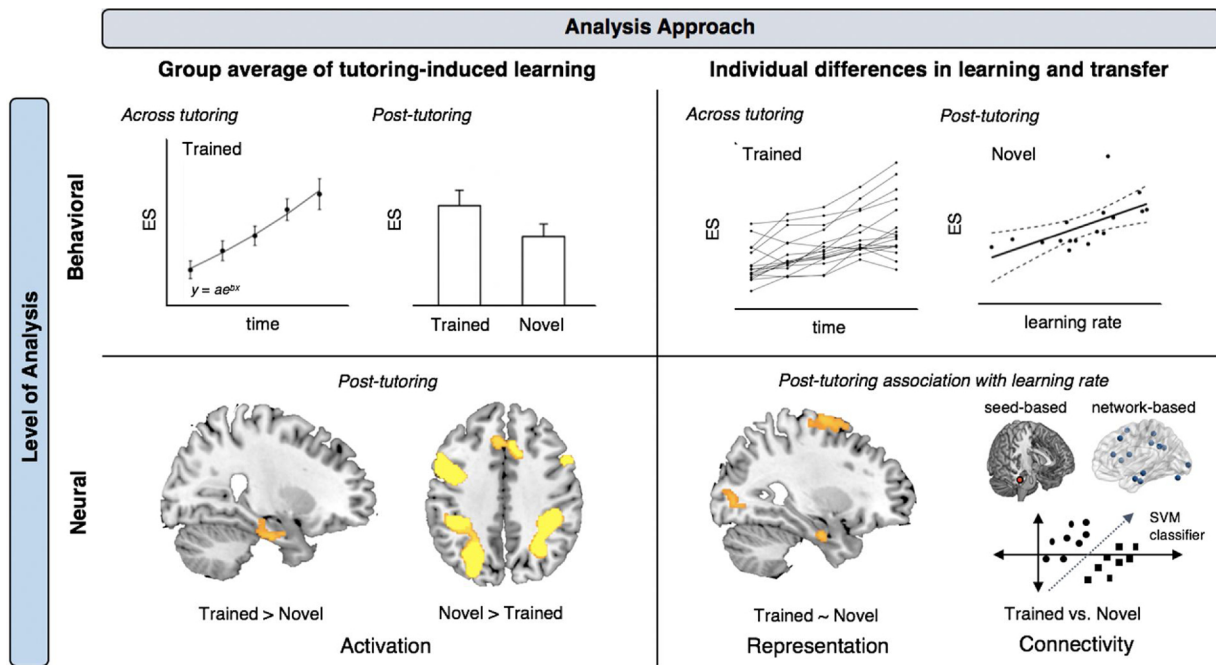 Analysis Approach
Group average of tutoring-induced learning
Individual differences in learning and transfer
Level of Analysis
Behavioral
Across tutoring
Trained
ES
y = ae^bx
time
Post-tutoring
ES
Trained
Novel
Across tutoring
Trained
ES
time
Post-tutoring
Novel
ES
learning rate
Neural
Post-tutoring
Trained > Novel
Novel > Trained
Activation
Post-tutoring association with learning rate
seed-based
network-based
SVM
classifier
Trained ~ Novel
Trained vs. Novel
Representation
Connectivity